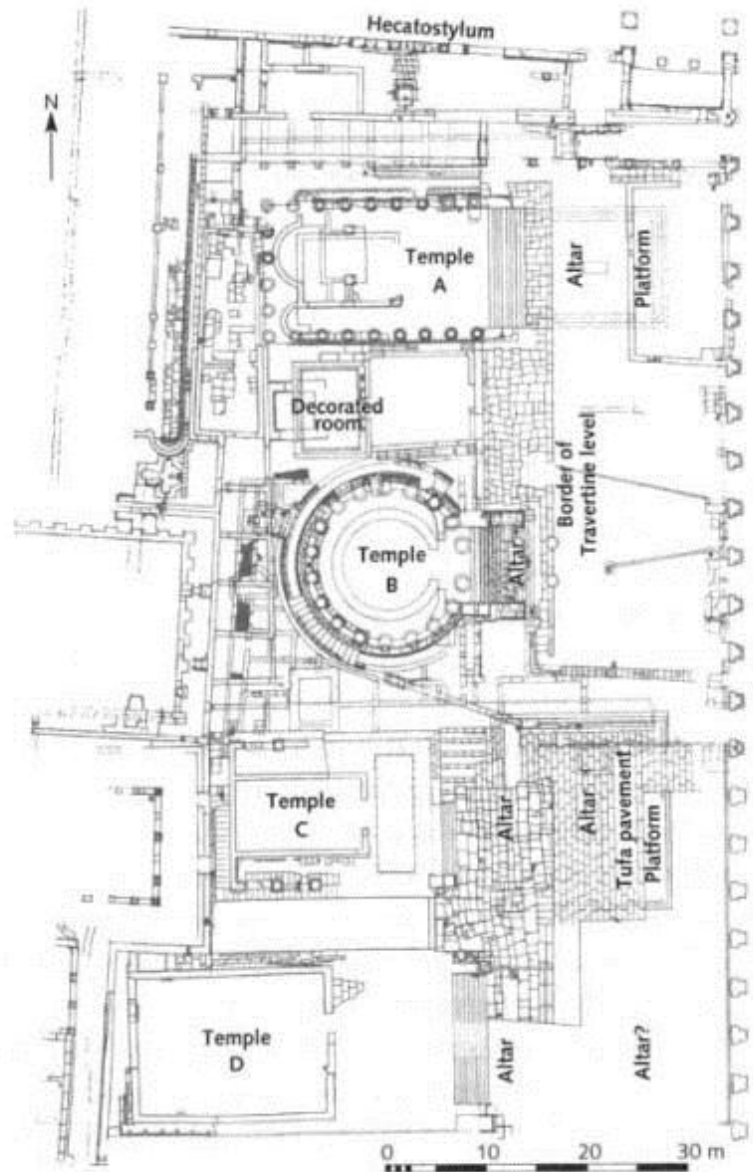 Hecatostylum
N
Temple
A
Altar
Platform
Decorated
room
Border of
Travertine level
Temple
B
Altar
Temple
C
Altar
Altar
Tufa pavement
Platform
Temple
D
Altar
Altar?
0 10 20 30 m